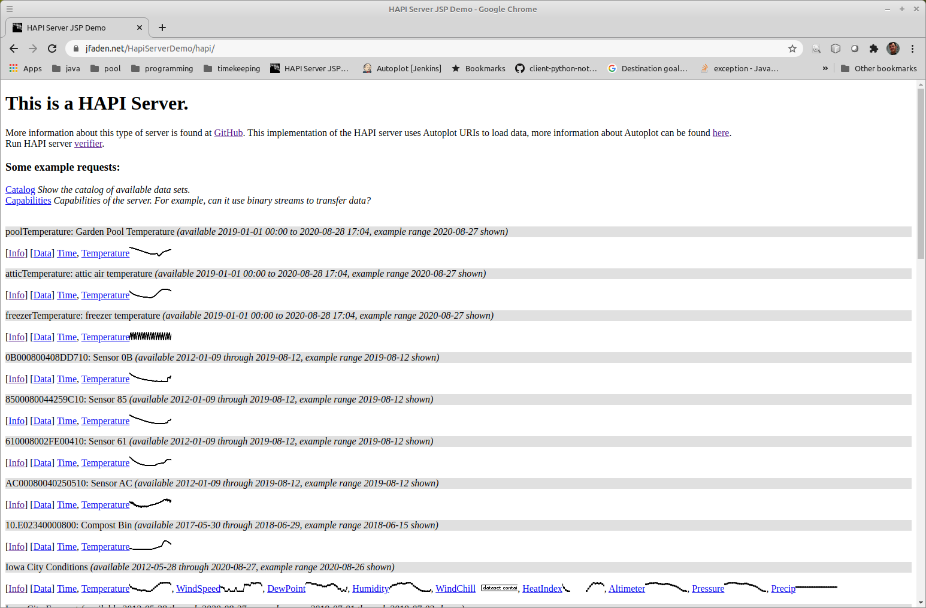 HAPI Server JSP Demo - Google Chrome
HAPI Server JSP Demo
jfaden.net/HapiServerDemo/hapi/
Apps java pool programming timekeeping HAPI Server JSP... Autoplot [Jenkins] Bookmarks client-python-not... Destination goal... exception - Java... » Other bookmarks
This is a HAPI Server.
More information about this type of server is found at GitHub. This implementation of the HAPI server uses Autoplot URIs to load data, more information about Autoplot can be found here.
Run HAPI server verifier.
Some example requests:
Catalog Show the catalog of available data sets.
Capabilities Capabilities of the server. For example, can it use binary streams to transfer data?
poolTemperature: Garden Pool Temperature (available 2019-01-01 00:00 to 2020-08-28 17:04, example range 2020-08-27 shown)
[Info] [Data] Time, Temperature
atticTemperature: attic air temperature (available 2019-01-01 00:00 to 2020-08-28 17:04, example range 2020-08-27 shown)
[Info] [Data] Time, Temperature
freezerTemperature: freezer temperature (available 2019-01-01 00:00 to 2020-08-28 17:04, example range 2020-08-27 shown)
[Info] [Data] Time, Temperature
0B000800408DD710: Sensor 0B (available 2012-01-09 through 2019-08-12, example range 2019-08-12 shown)
[Info] [Data] Time, Temperature
8500080044259C10: Sensor 85 (available 2012-01-09 through 2019-08-12, example range 2019-08-12 shown)
[Info] [Data] Time, Temperature
610008002FE00410: Sensor 61 (available 2012-01-09 through 2019-08-12, example range 2019-08-12 shown)
[Info] [Data] Time, Temperature
AC00080040250510: Sensor AC (available 2012-01-09 through 2019-08-12, example range 2019-08-12 shown)
[Info] [Data] Time, Temperature
10.E02340000800: Compost Bin (available 2017-05-30 through 2018-06-29, example range 2018-06-15 shown)
[Info] [Data] Time, Temperature
Iowa City Conditions (available 2012-05-28 through 2020-08-27, example range 2020-08-26 shown)
[Info] [Data] Time, Temperature, WindSpeed, DewPoint, Humidity, WindChill, HeatIndex, Altimeter, Pressure, Precip